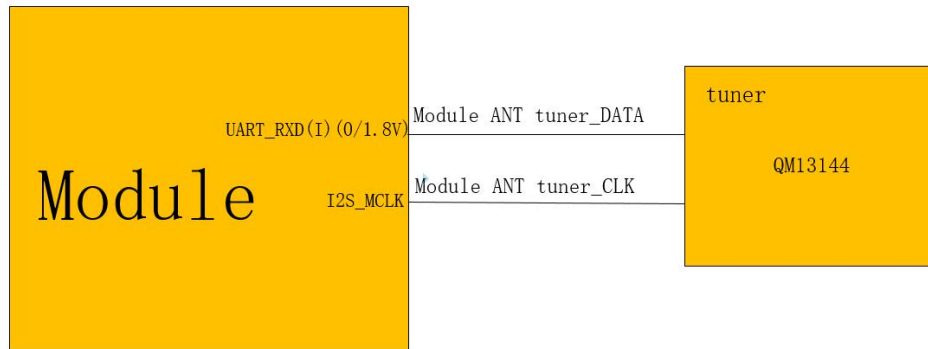 Module
UART_RXD(I)(0/1.8V)
I2S_MCLK
Module ANT tuner_DATA
Module ANT tuner_CLK
tuner
QM13144